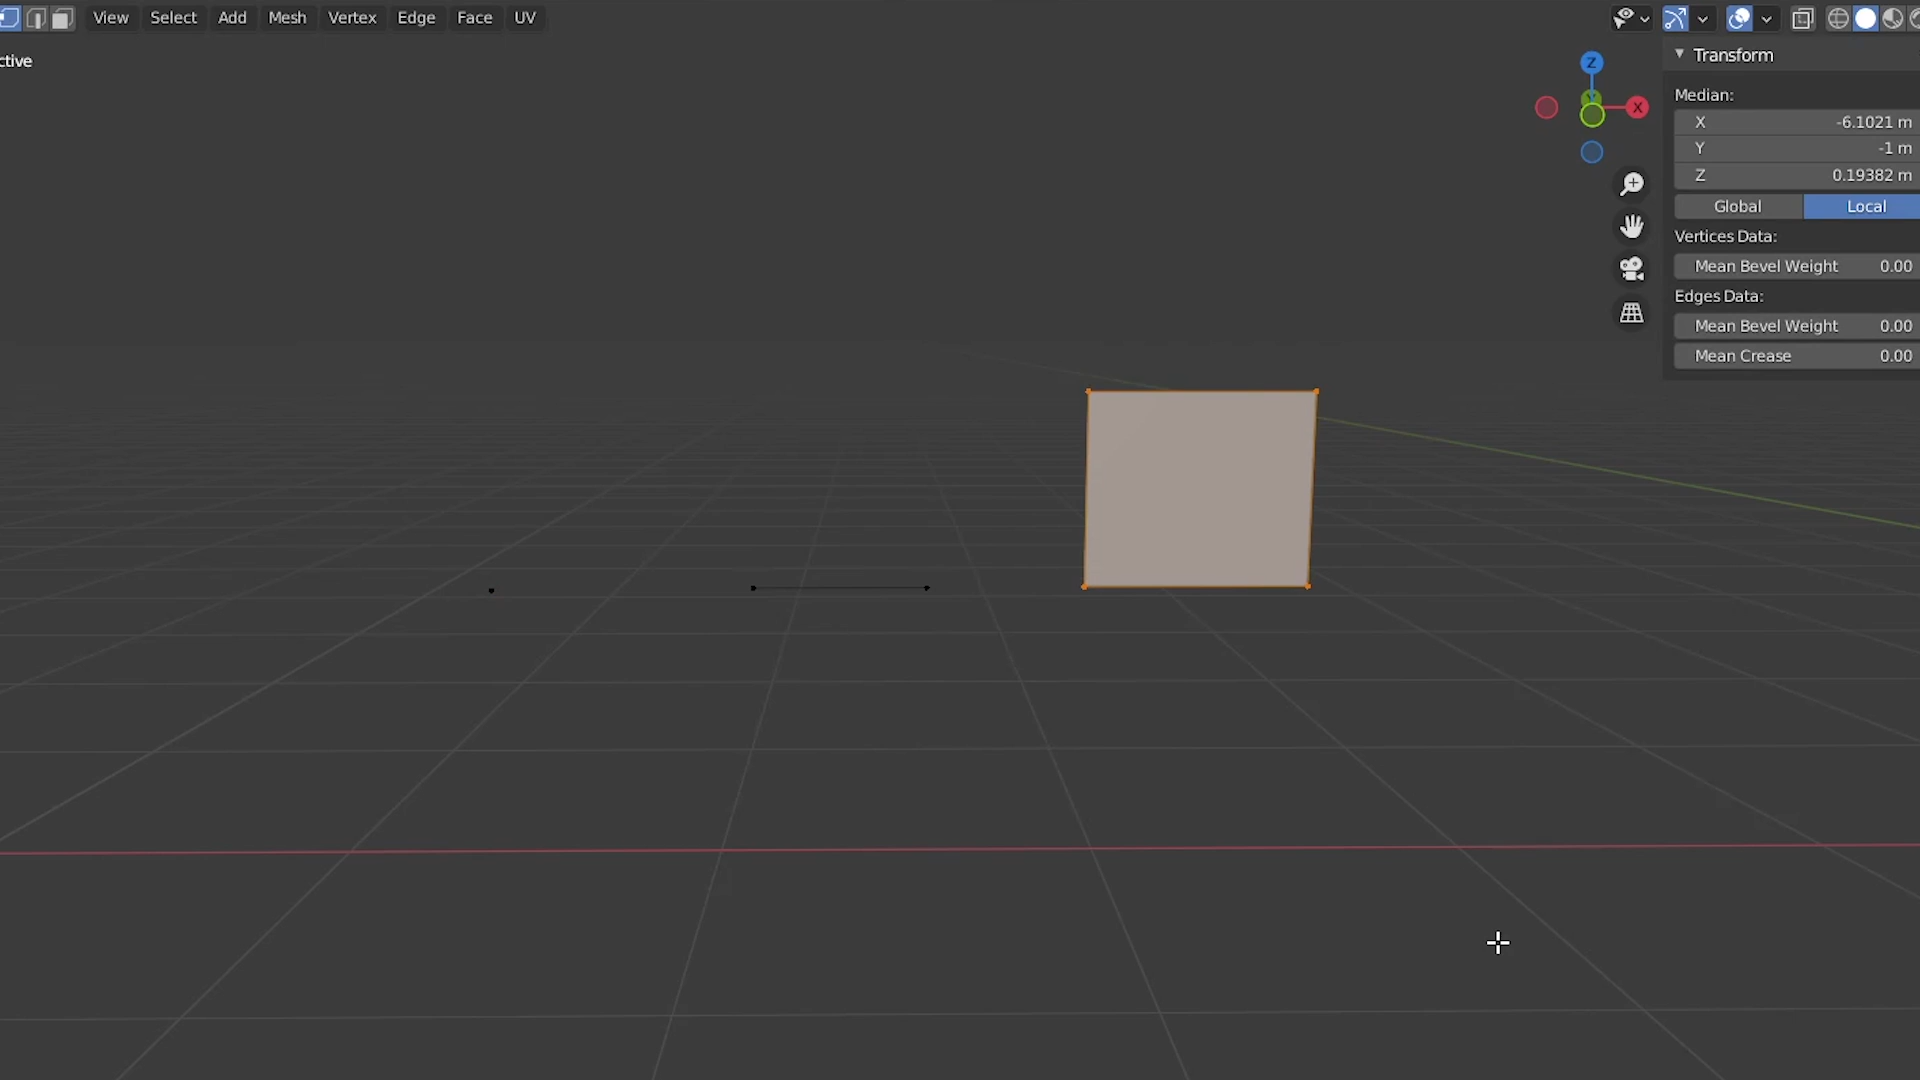 View Select Add Mesh Vertex Edge Face UV
ctive
Transform
Z
X
Median:
X -6.1021 m
Y -1 m
Z 0.19382 m
Global Local
Vertices Data:
Mean Bevel Weight 0.00
Edges Data:
Mean Bevel Weight 0.00
Mean Crease 0.00